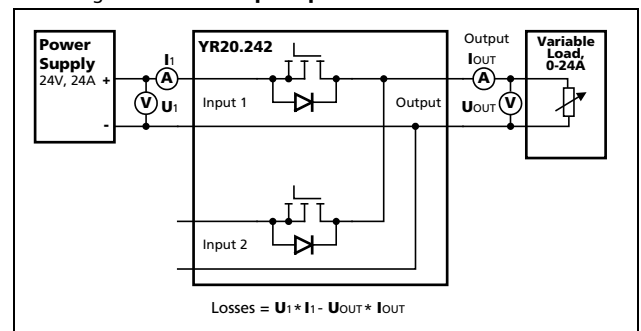 Power
Supply
24V, 24A +
-
I1
A
V U1
YR20.242
Input 1
Output
Input 2
Output
IOUT
A
UOUT V
Variable
Load,
0-24A
Losses = U1* I1- UOUT* IOUT